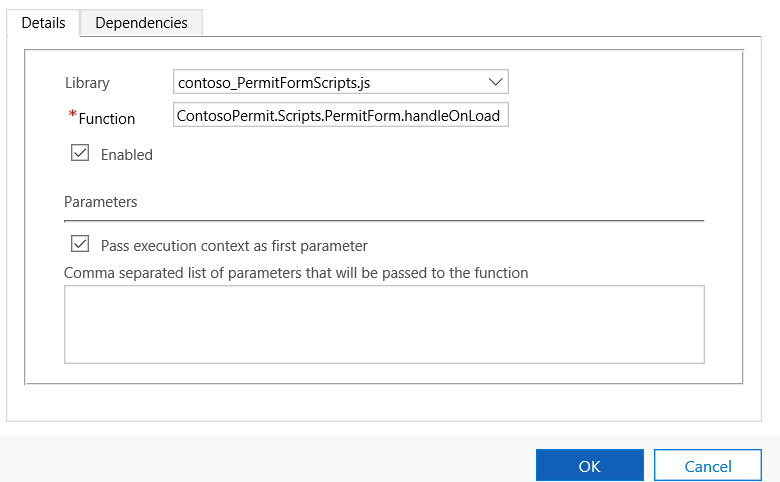 Details Dependencies
Library contoso_PermitFormScripts.js
*Function ContosoPermit.Scripts.PermitForm.handleOnLoad
Enabled
Parameters
Pass execution context as first parameter
Comma separated list of parameters that will be passed to the function
OK Cancel